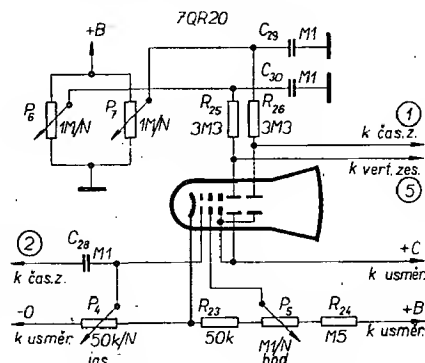 7QR20
C29 M1
+B
C30 M1
P6 1M/N
P7 1M/N
R25 3M3
R26 3M3
1
k čas.z.
k vert. zes.
5
2
C28 M1
k čas.z.
+C
k usměr.
-0
k usměr.
P4 50k/N
jas
R23 50k
P5 M1/N
bod
R24 M5
+B
k usměr.